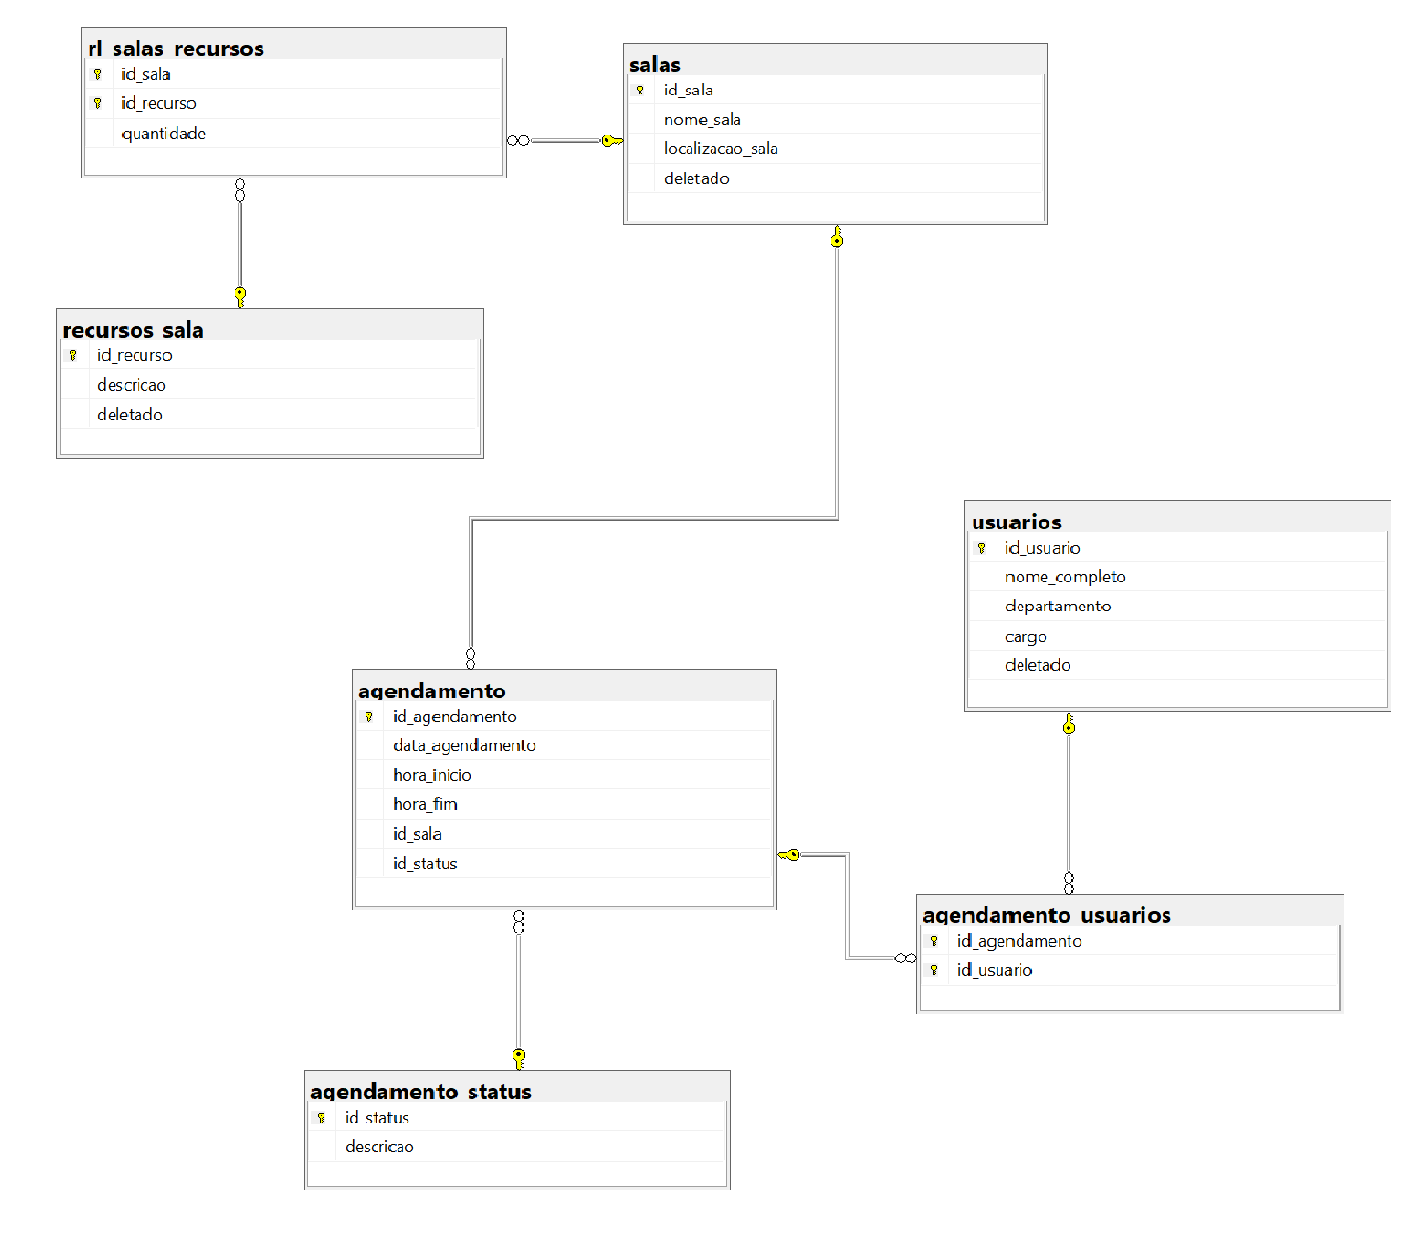 rl_salas_recursos
id_sala
id_recurso
quantidade
salas
id_sala
nome_sala
localizacao_sala
deletado
recursos_sala
id_recurso
descricao
deletado
usuarios
id_usuario
nome_completo
departamento
cargo
deletado
agendamento
id_agendamento
data_agendamento
hora_inicio
hora_fim
id_sala
id_status
agendamento_usuarios
id_agendamento
id_usuario
agendamento_status
id_status
descricao